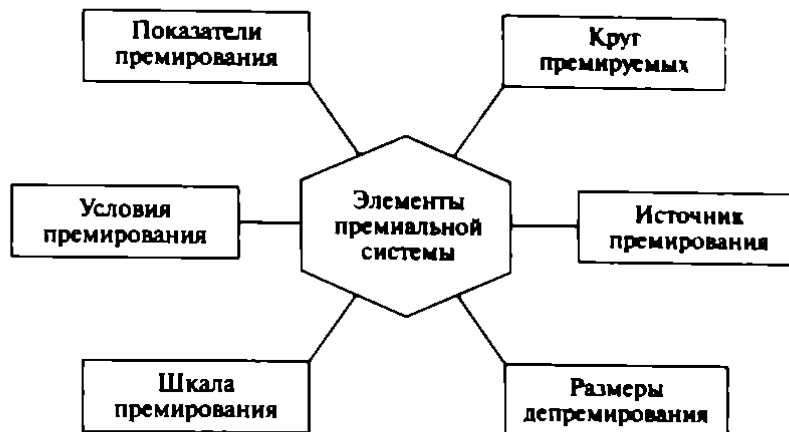 Показатели
премирования
Круг
премируемых
Условия
премирования
Элементы
премиальной
системы
Источник
премирования
Шкала
премирования
Размеры
депремирования